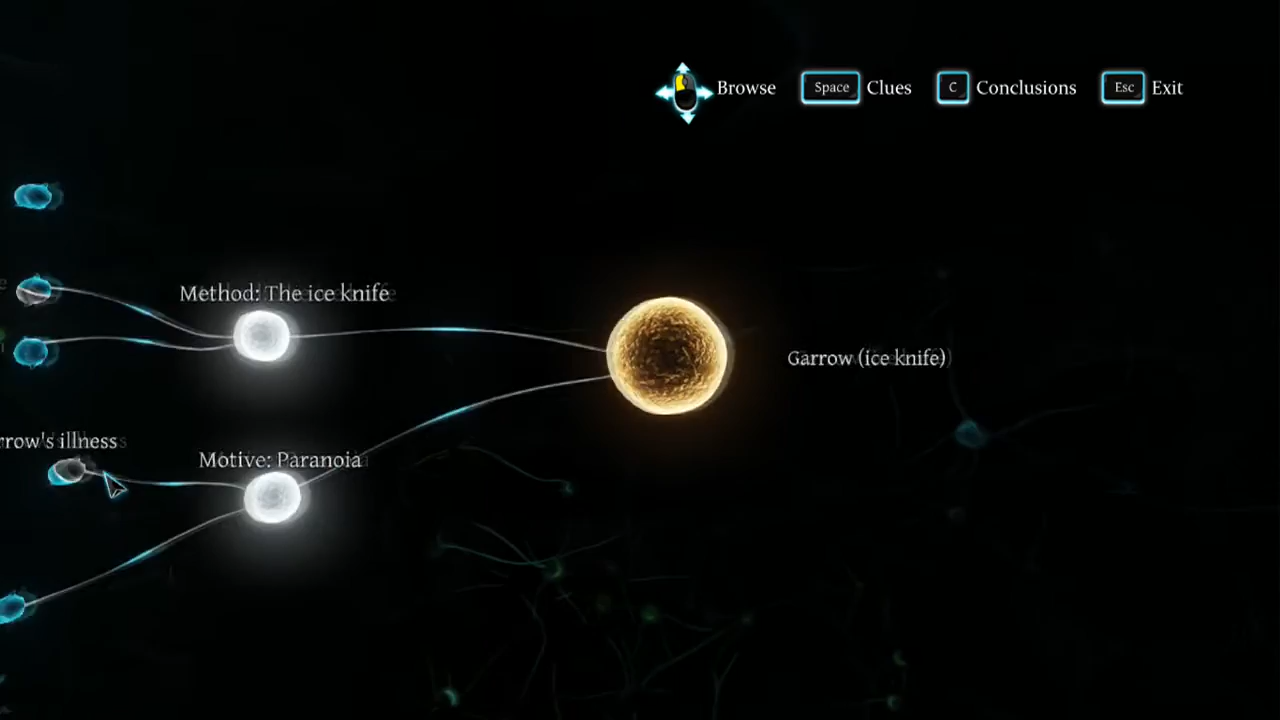 Browse
Space
Clues
C
Conclusions
Esc
Exit
Method: The ice knife
Garrow (ice knife)
rrow's illness
Motive: Paranoia